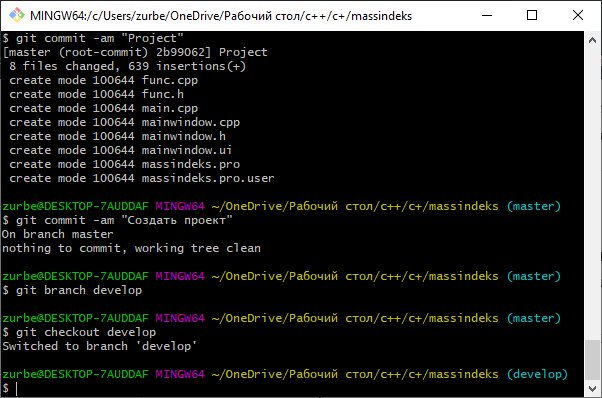 MINGW64:/c/Users/zurbe/OneDrive/Рабочий стол/c++/c+/massindeks
$ git commit -am "Project"
[master (root-commit) 2b99062] Project
 8 files changed, 639 insertions(+)
 create mode 100644 func.cpp
 create mode 100644 func.h
 create mode 100644 main.cpp
 create mode 100644 mainwindow.cpp
 create mode 100644 mainwindow.h
 create mode 100644 mainwindow.ui
 create mode 100644 massindeks.pro
 create mode 100644 massindeks.pro.user
zurbe@DESKTOP-7AUDDAF MINGW64 ~/OneDrive/Рабочий стол/c++/c+/massindeks (master)
$ git commit -am "Создать проект"
On branch master
nothing to commit, working tree clean
zurbe@DESKTOP-7AUDDAF MINGW64 ~/OneDrive/Рабочий стол/c++/c+/massindeks (master)
$ git branch develop
zurbe@DESKTOP-7AUDDAF MINGW64 ~/OneDrive/Рабочий стол/c++/c+/massindeks (master)
$ git checkout develop
Switched to branch 'develop'
zurbe@DESKTOP-7AUDDAF MINGW64 ~/OneDrive/Рабочий стол/c++/c+/massindeks (develop)
$